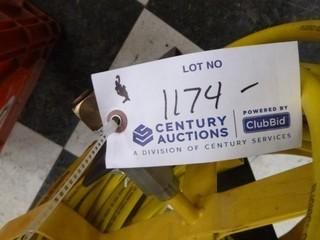 LOT NO
1174 -
CENTURY
AUCTIONS
POWERED BY
ClubBid
A DIVISION OF CENTURY SERVICES